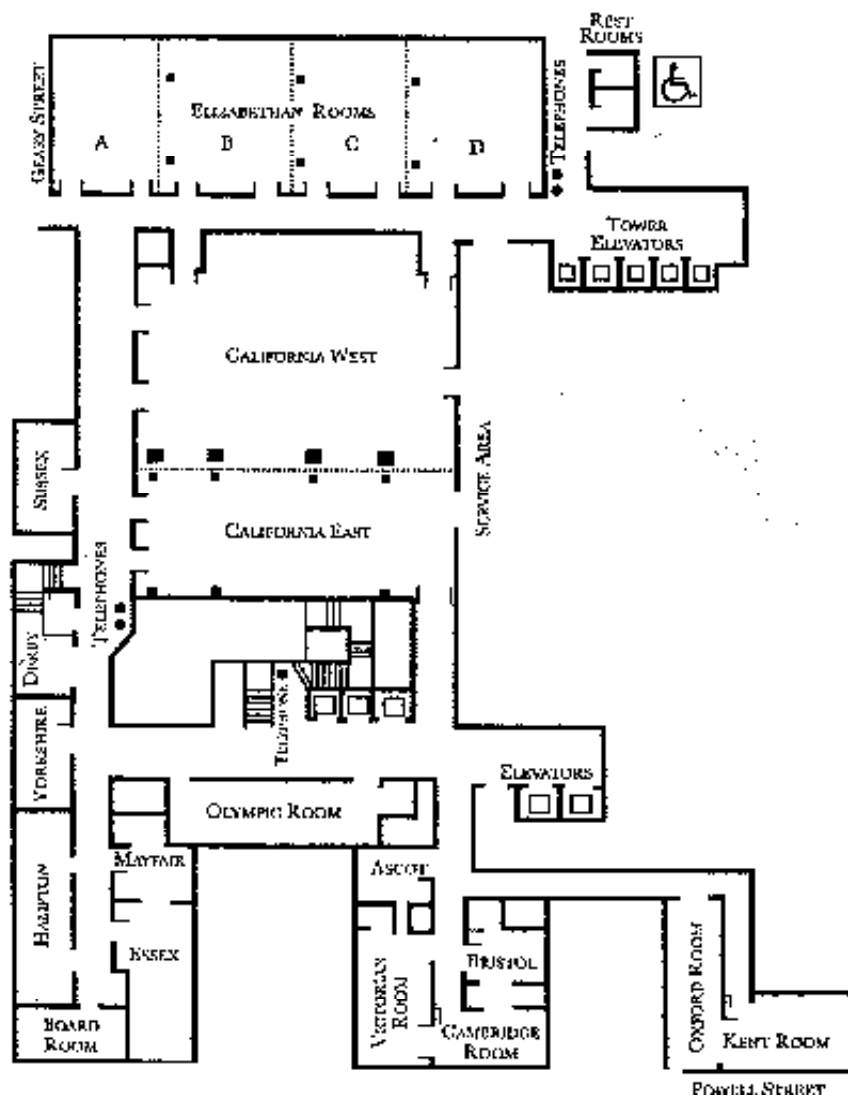 REST
ROOMS
GEARY STREET
ELIZABETHAN ROOMS
A
B
C
D
TELEPHONES
TOWER
ELEVATORS
CALIFORNIA WEST
SUSSEX
SERVICE AREA
CALIFORNIA EAST
TELEPHONES
DERBY
YORKSHIRE
TELEPHONE
ELEVATORS
OLYMPIC ROOM
MAYFAIR
ASCOT
HAMPTON
ESSEX
VICTORIAN
ROOM
BRISTOL
OXFORD ROOM
BOARD
ROOM
CAMBRIDGE
ROOM
KENT ROOM
POWELL STREET